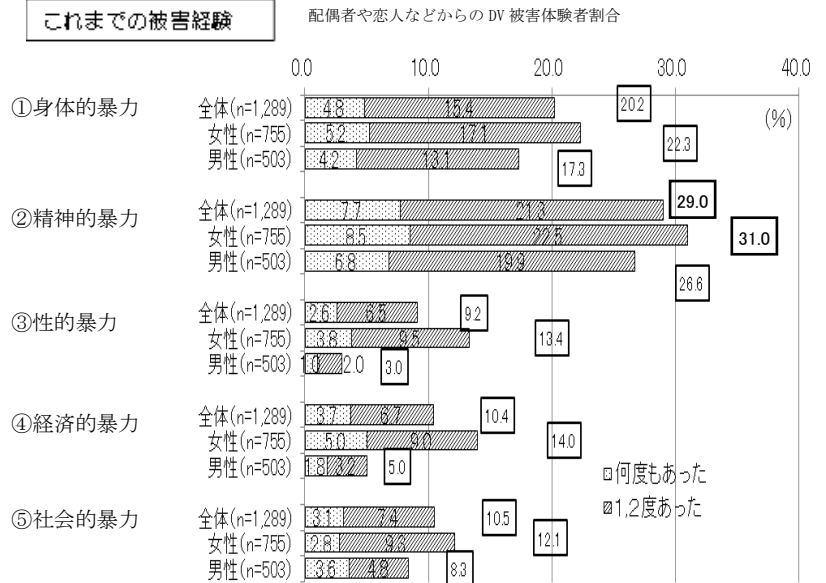 これまでの被害経験
配偶者や恋人などからの DV 被害体験者割合
0.0 10.0 20.0 30.0 40.0
(%)
①身体的暴力
全体(n=1,289) 4.8 15.4 20.2
女性(n=755) 5.2 17.1 22.3
男性(n=503) 4.2 13.1 17.3
②精神的暴力
全体(n=1,289) 7.7 21.3 29.0
女性(n=755) 8.5 22.5 31.0
男性(n=503) 6.8 19.9 26.6
③性的暴力
全体(n=1,289) 2.6 6.5 9.2
女性(n=755) 3.8 9.5 13.4
男性(n=503) 1.0 2.0 3.0
④経済的暴力
全体(n=1,289) 3.7 6.7 10.4
女性(n=755) 5.0 9.0 14.0
男性(n=503) 1.8 3.2 5.0
何度もあった
1,2度あった
⑤社会的暴力
全体(n=1,289) 3.1 7.4 10.5
女性(n=755) 2.8 9.3 12.1
男性(n=503) 3.6 4.8 8.3